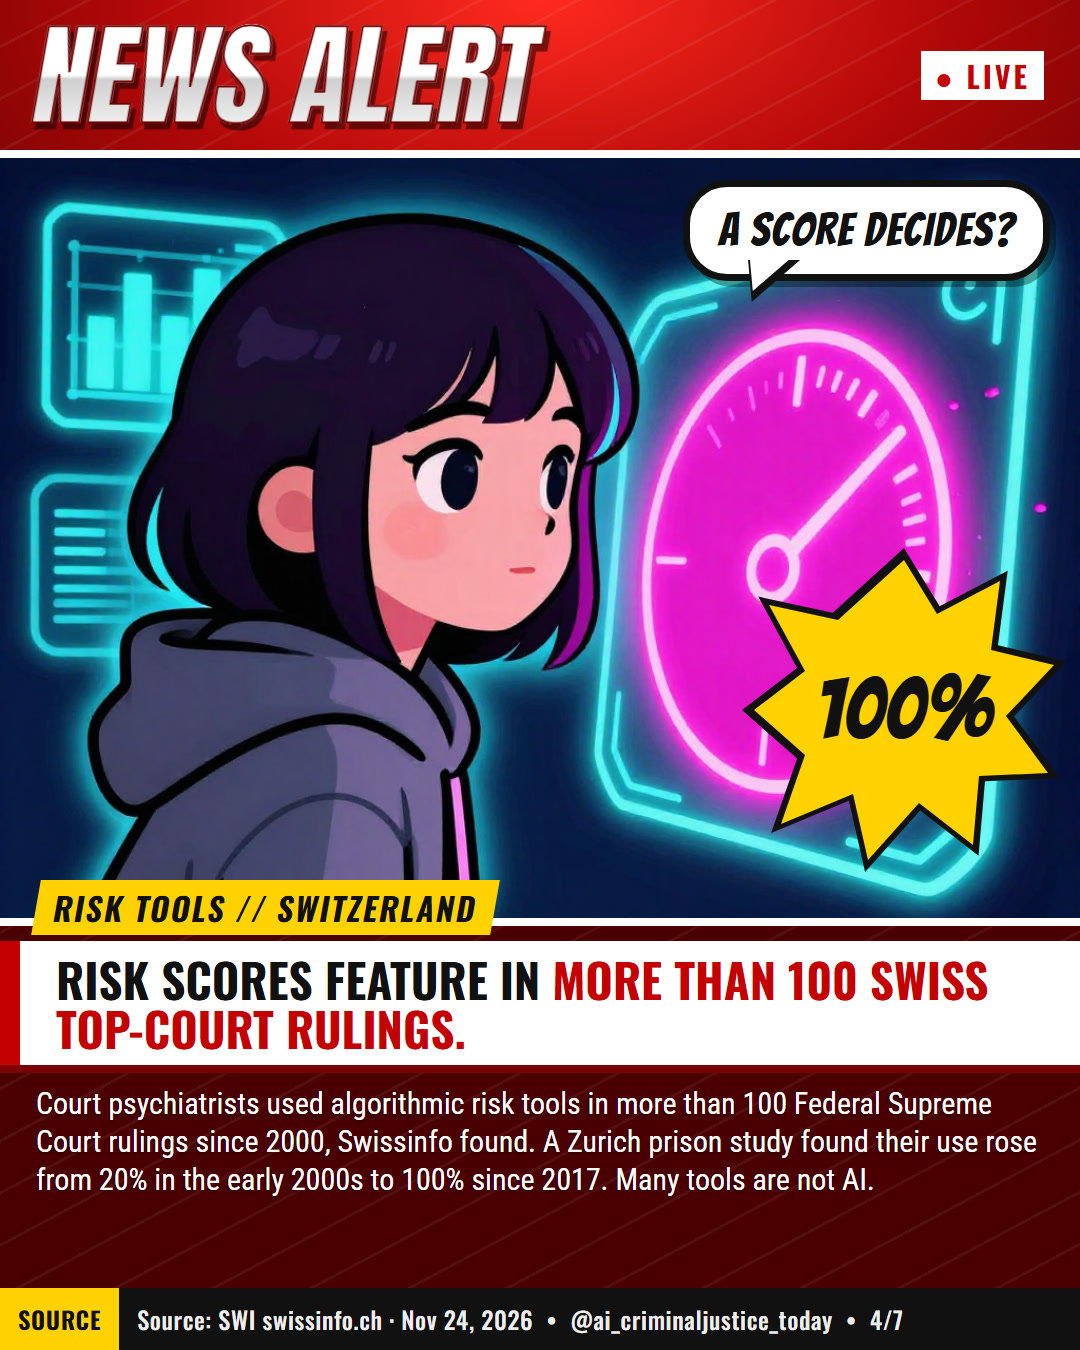 NEWS ALERT
● LIVE
A SCORE DECIDES?
100%
RISK TOOLS // SWITZERLAND
RISK SCORES FEATURE IN MORE THAN 100 SWISS
TOP-COURT RULINGS.
Court psychiatrists used algorithmic risk tools in more than 100 Federal Supreme
Court rulings since 2000, Swissinfo found. A Zurich prison study found their use rose
from 20% in the early 2000s to 100% since 2017. Many tools are not AI.
SOURCE
Source: SWI swissinfo.ch · Nov 24, 2026 • @ai_criminaljustice_today • 4/7